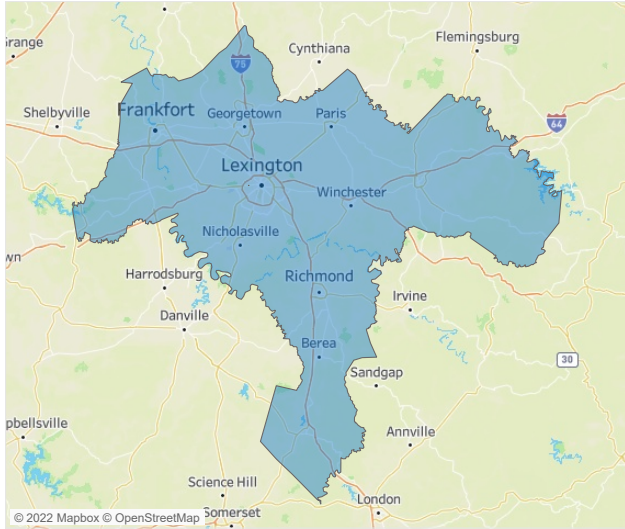 Grange
Cynthiana
Flemingsburg
75
Shelbyville
Frankfort
Georgetown
Paris
64
Lexington
Winchester
Nicholasville
wn
Harrodsburg
Richmond
Irvine
Danville
Berea
30
Sandgap
pbellsville
Annville
Science Hill
London
© 2022 Mapbox © OpenStreetMap
Somerset